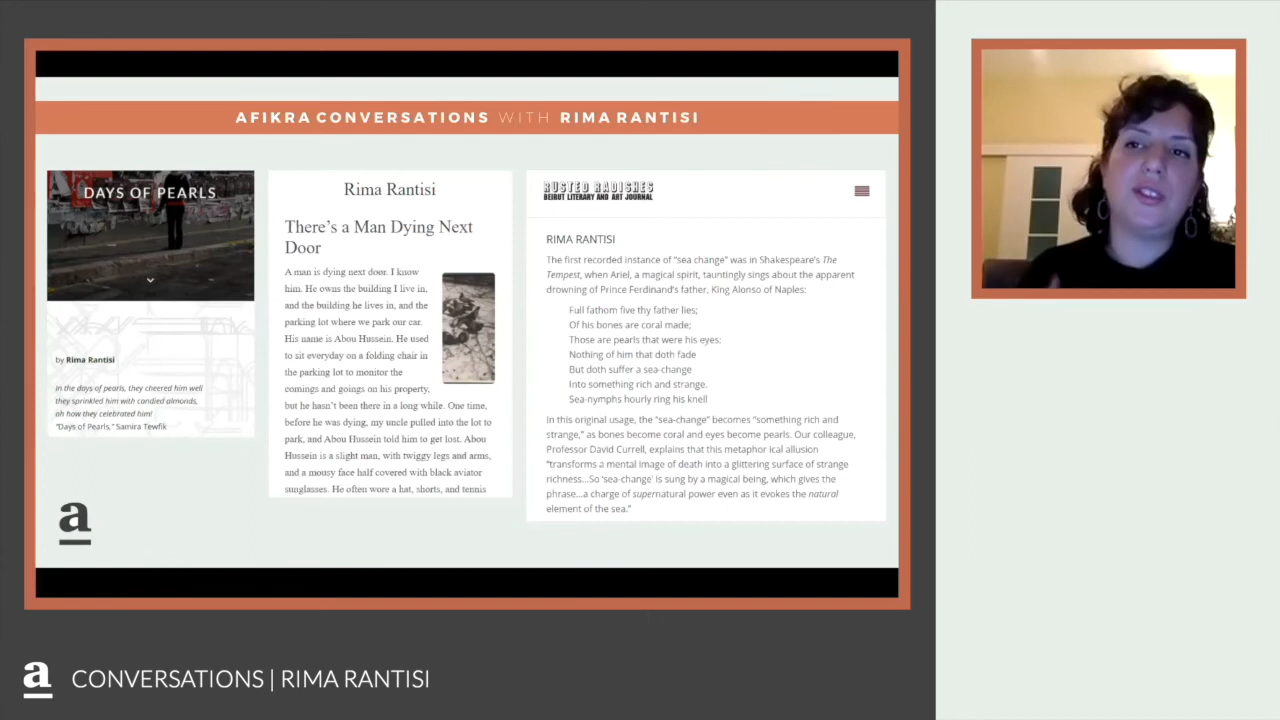 AFIKRA CONVERSATIONS WITH RIMA RANTISI
DAYS OF PEARLS
by Rima Rantisi
In the days of pearls, they cheered him well
they sprinkled him with candied almonds,
oh how they celebrated him!
"Days of Pearls," Samira Tewfik
Rima Rantisi
There's a Man Dying Next
Door
A man is dying next door. I know
him. He owns the building I live in,
and the building he lives in, and the
parking lot where we park our car.
His name is Abou Hussein. He used
to sit everyday on a folding chair in
the parking lot to monitor the
comings and goings on his property,
but he hasn't been there in a long while. One time,
before he was dying, my uncle pulled into the lot to
park, and Abou Hussein told him to get lost. Abou
Hussein is a slight man, with twiggy legs and arms,
and a mousy face half covered with black aviator
sunglasses. He often wore a hat, shorts, and tennis
RUSTED RADISHES
BEIRUT LITERARY AND ART JOURNAL
RIMA RANTISI
The first recorded instance of "sea change" was in Shakespeare's The
Tempest, when Ariel, a magical spirit, tauntingly sings about the apparent
drowning of Prince Ferdinand's father, King Alonso of Naples:
Full fathom five thy father lies;
Of his bones are coral made;
Those are pearls that were his eyes:
Nothing of him that doth fade
But doth suffer a sea-change
Into something rich and strange.
Sea-nymphs hourly ring his knell
In this original usage, the "sea-change" becomes "something rich and
strange," as bones become coral and eyes become pearls. Our colleague,
Professor David Currell, explains that this metaphor ical allusion
"transforms a mental image of death into a glittering surface of strange
richness...So 'sea-change' is sung by a magical being, which gives the
phrase...a charge of supernatural power even as it evokes the natural
element of the sea."
a
a CONVERSATIONS | RIMA RANTISI